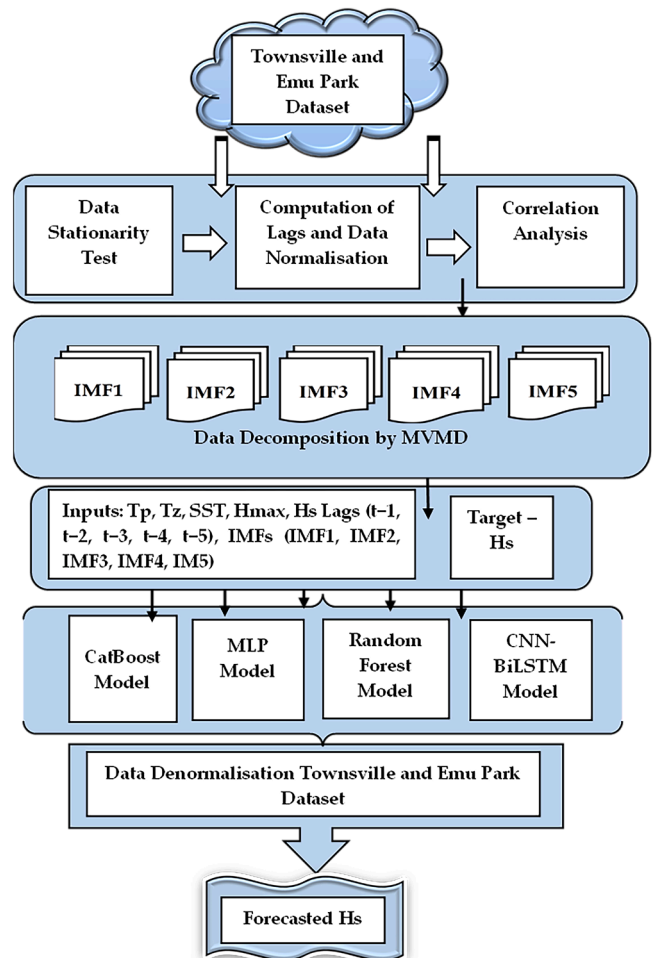 Townsville and
Emu Park
Dataset
Data
Stationarity
Test
Computation of
Lags and Data
Normalisation
Correlation
Analysis
IMF1
IMF2
IMF3
IMF4
IMF5
Data Decomposition by MVMD
Inputs: Tp, Tz, SST, Hmax, Hs Lags (t−1,
t−2, t−3, t−4, t−5), IMFs (IMF1, IMF2,
IMF3, IMF4, IM5)
Target –
Hs
CatBoost
Model
MLP
Model
Random
Forest
Model
CNN-
BiLSTM
Model
Data Denormalisation Townsville and Emu Park
Dataset
Forecasted Hs